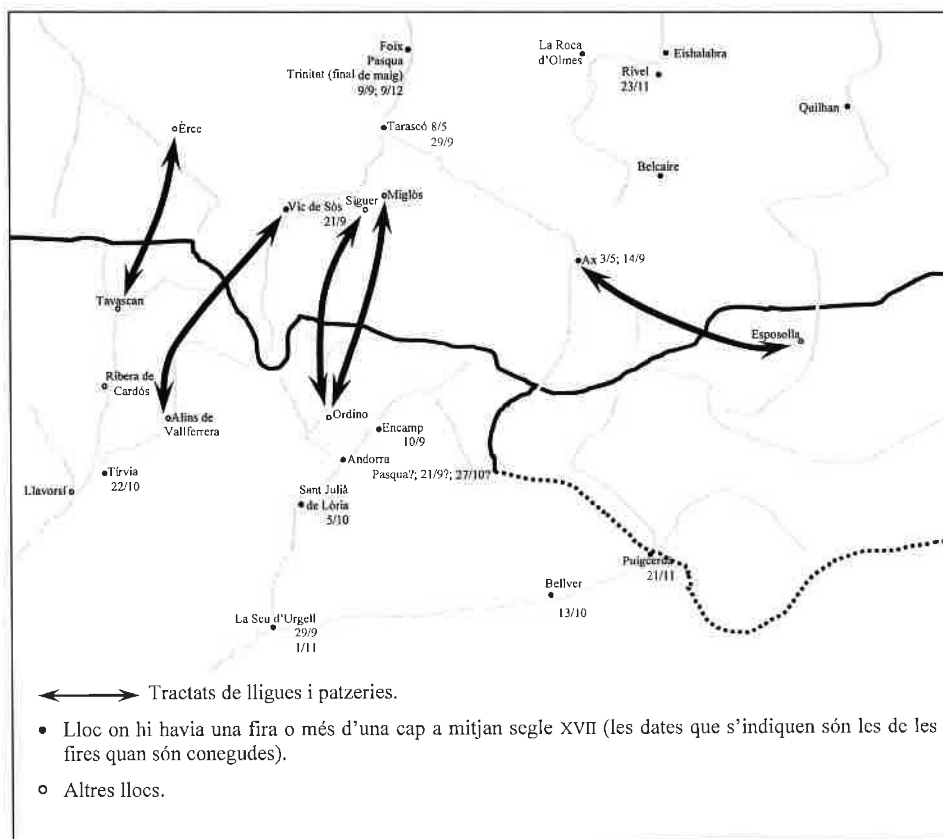 Foix
Pasqua
Trinitat (final de maig)
9/9; 9/12
La Roca
d'Olmes
Eishalabra
Rivel
23/11
Quilhan
Èrce
Tarascó 8/5
29/9
Belcaire
Vic de Sòs
21/9
Siguer
Miglòs
Ax 3/5; 14/9
Tavascan
Esposolla
Ribera de
Cardós
Alins de
Vallferrera
Ordino
Encamp
10/9
Andorra
Pasqua?; 21/9?; 27/10?
Tírvia
22/10
Llavorsí
Sant Julià
de Lòria
5/10
Puigcerdà
21/11
Bellver
13/10
La Seu d'Urgell
29/9
1/11
Tractats de lligues i patzeries.
• Lloc on hi havia una fira o més d'una cap a mitjan segle XVII (les dates que s'indiquen són les de les
fires quan són conegudes).
Altres llocs.